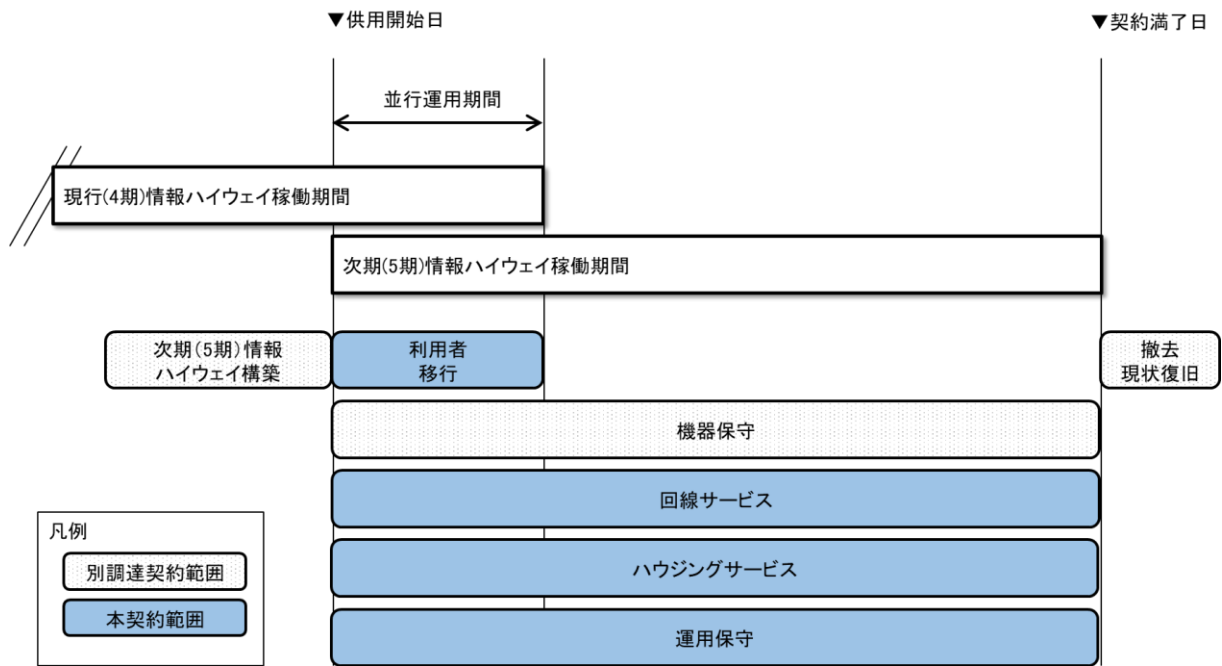 ▼供用開始日
▼契約満了日
並行運用期間
現行(4期)情報ハイウェイ稼働期間
次期(5期)情報ハイウェイ稼働期間
次期(5期)情報
ハイウェイ構築
利用者
移行
撤去
現状復旧
機器保守
回線サービス
ハウジングサービス
運用保守
凡例
別調達契約範囲
本契約範囲